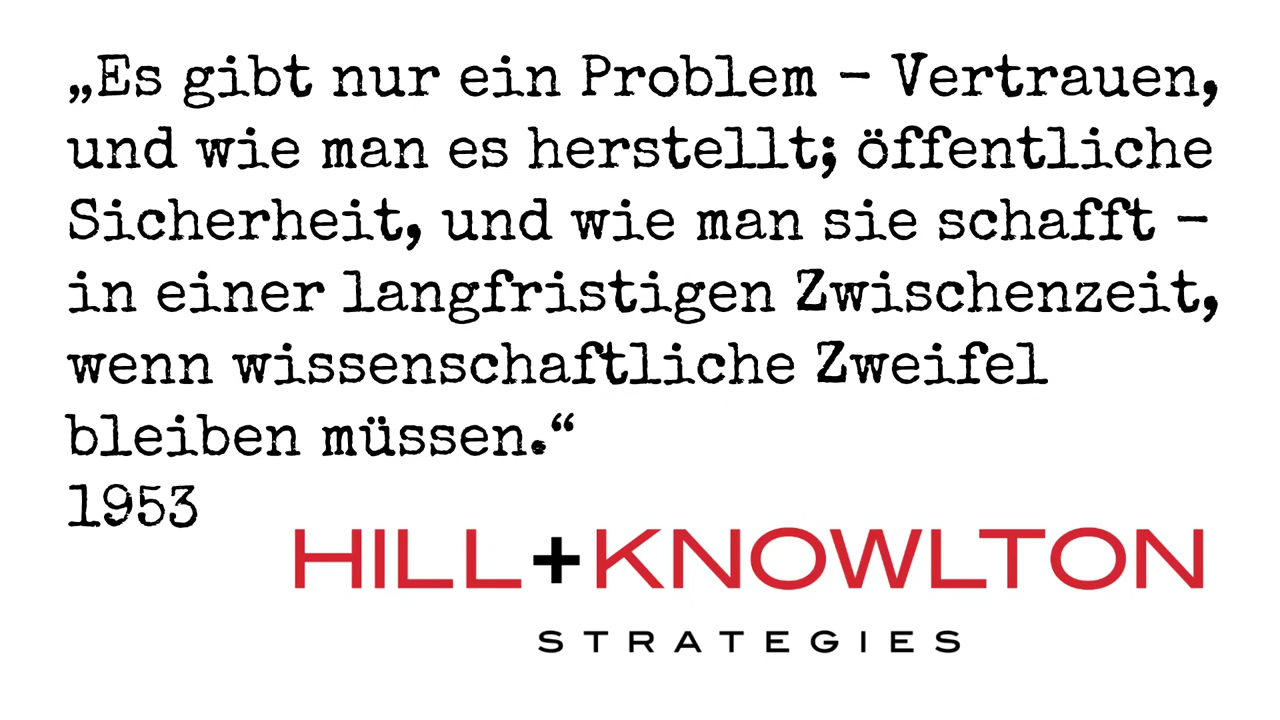 „Es gibt nur ein Problem – Vertrauen,
und wie man es herstellt; öffentliche
Sicherheit, und wie man sie schafft –
in einer langfristigen Zwischenzeit,
wenn wissenschaftliche Zweifel
bleiben müssen.“
1953
HILL+KNOWLTON
STRATEGIES